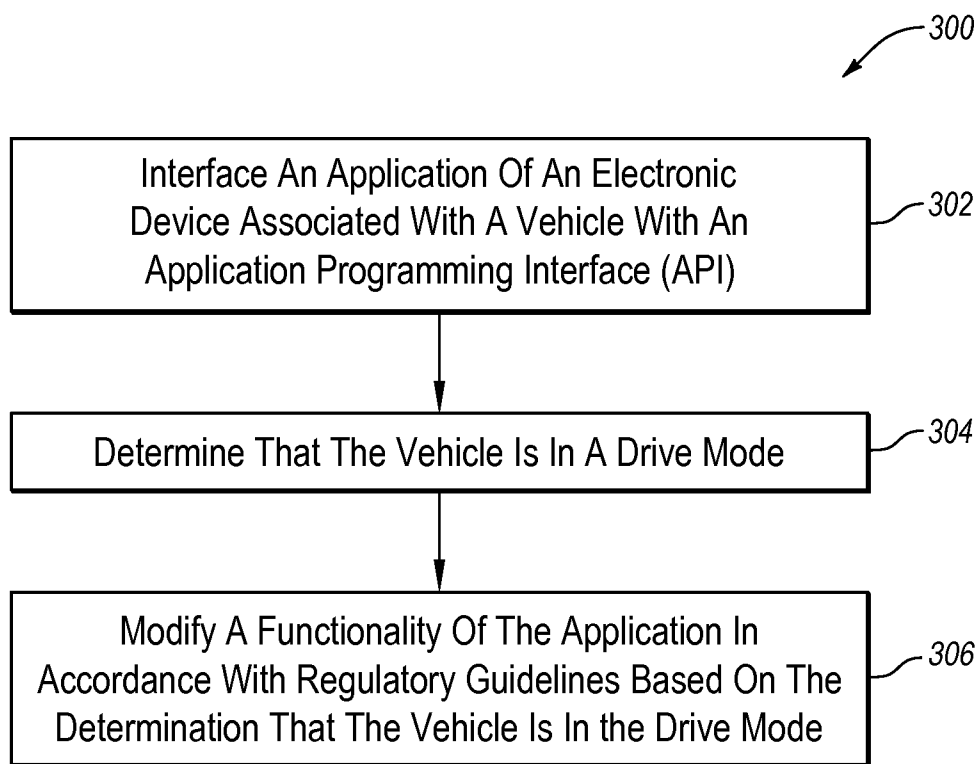 300
Interface An Application Of An Electronic
Device Associated With A Vehicle With An
Application Programming Interface (API)
302
Determine That The Vehicle Is In A Drive Mode
304
Modify A Functionality Of The Application In
Accordance With Regulatory Guidelines Based On The
Determination That The Vehicle Is In the Drive Mode
306